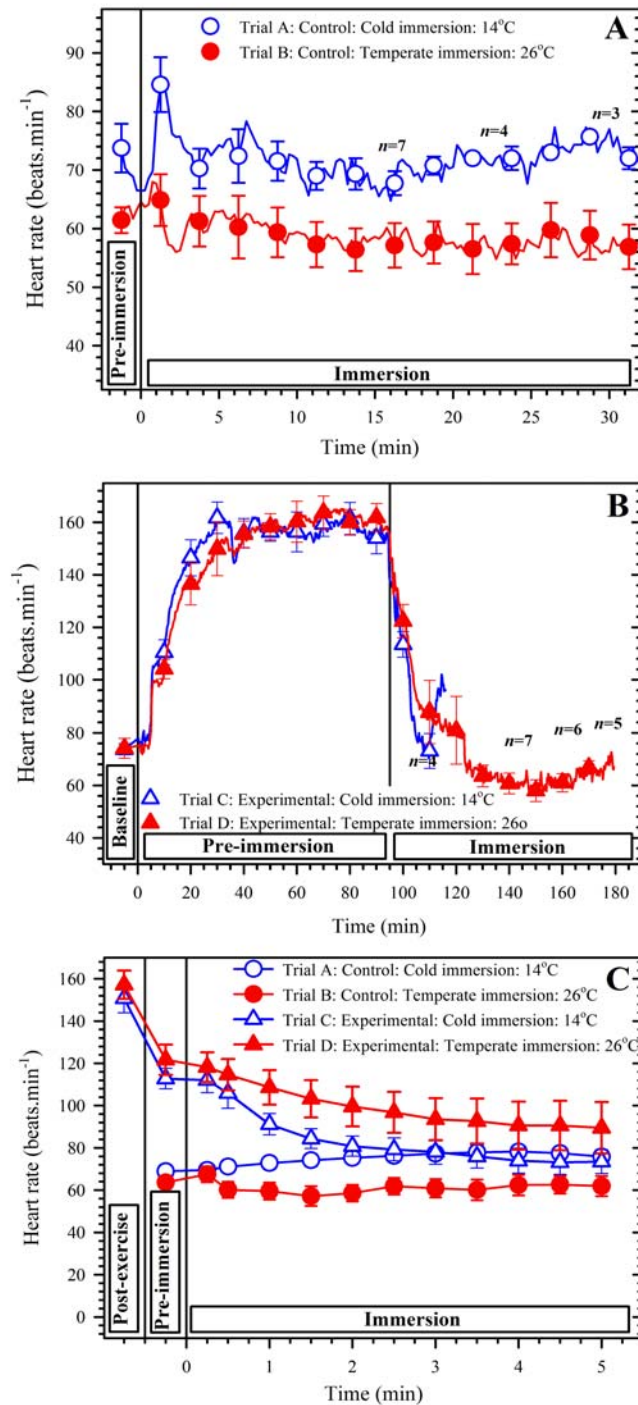 A
Trial A: Control: Cold immersion: 14°C
Trial B: Control: Temperate immersion: 26°C
90
80
70
60
50
40
Heart rate (beats.min⁻¹)
n=7
n=4
n=3
Pre-immersion
Immersion
0 5 10 15 20 25 30
Time (min)
B
160
140
120
100
80
60
40
Heart rate (beats.min⁻¹)
n=4
n=7
n=6
n=5
Trial C: Experimental: Cold immersion: 14°C
Trial D: Experimental: Temperate immersion: 26o
Baseline
Pre-immersion
Immersion
0 20 40 60 80 100 120 140 160 180
Time (min)
C
Trial A: Control: Cold immersion: 14°C
Trial B: Control: Temperate immersion: 26°C
Trial C: Experimental: Cold immersion: 14°C
Trial D: Experimental: Temperate immersion: 26°C
160
140
120
100
80
60
40
20
0
Heart rate (beats.min⁻¹)
Post-exercise
Pre-immersion
Immersion
0 1 2 3 4 5
Time (min)